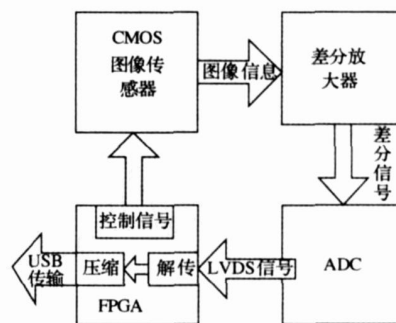 CMOS
图像传
感器
图像信息
差分放
大器
差分信号
控制信号
USB
传输
压缩
解传
LVDS信号
ADC
FPGA